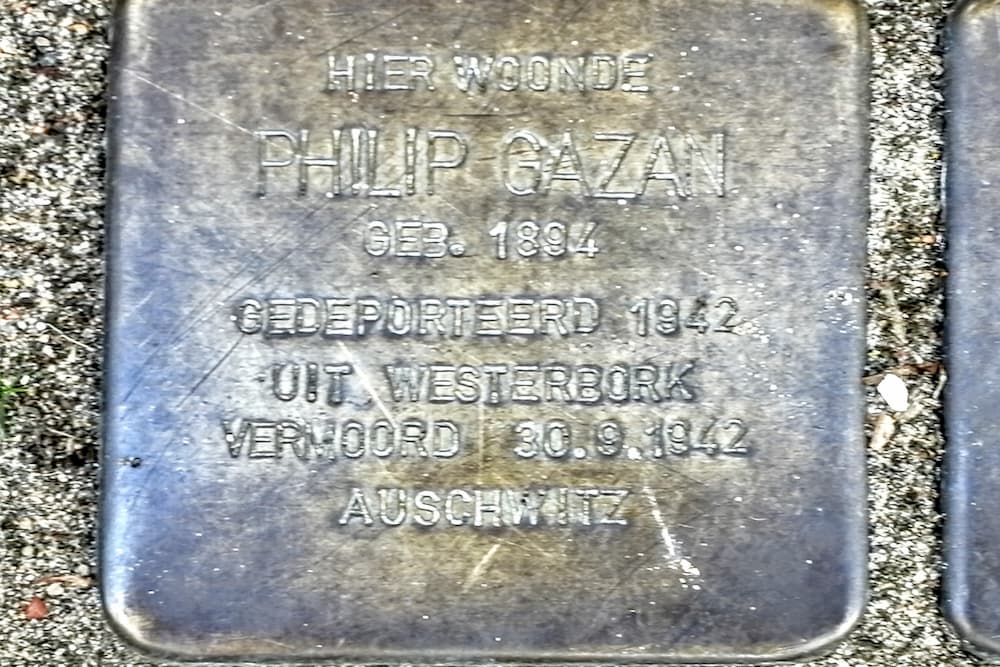 HIER WOONDE
PHILIP GAZAN
GEB. 1894
GEDEPORTEERD 1942
UIT WESTERBORK
VERMOORD 30.9.1942
AUSCHWITZ